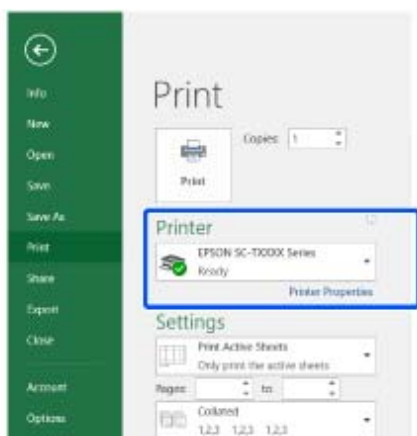 Info
New
Open
Save
Save As
Print
Share
Export
Close
Account
Options
Print
Copies: 1
Print
Printer
EPSON SC-TXXXX Series
Ready
Printer Properties
Settings
Print Active Sheets
Only print the active sheets
Pages: to:
Collated
1,2,3 1,2,3 1,2,3